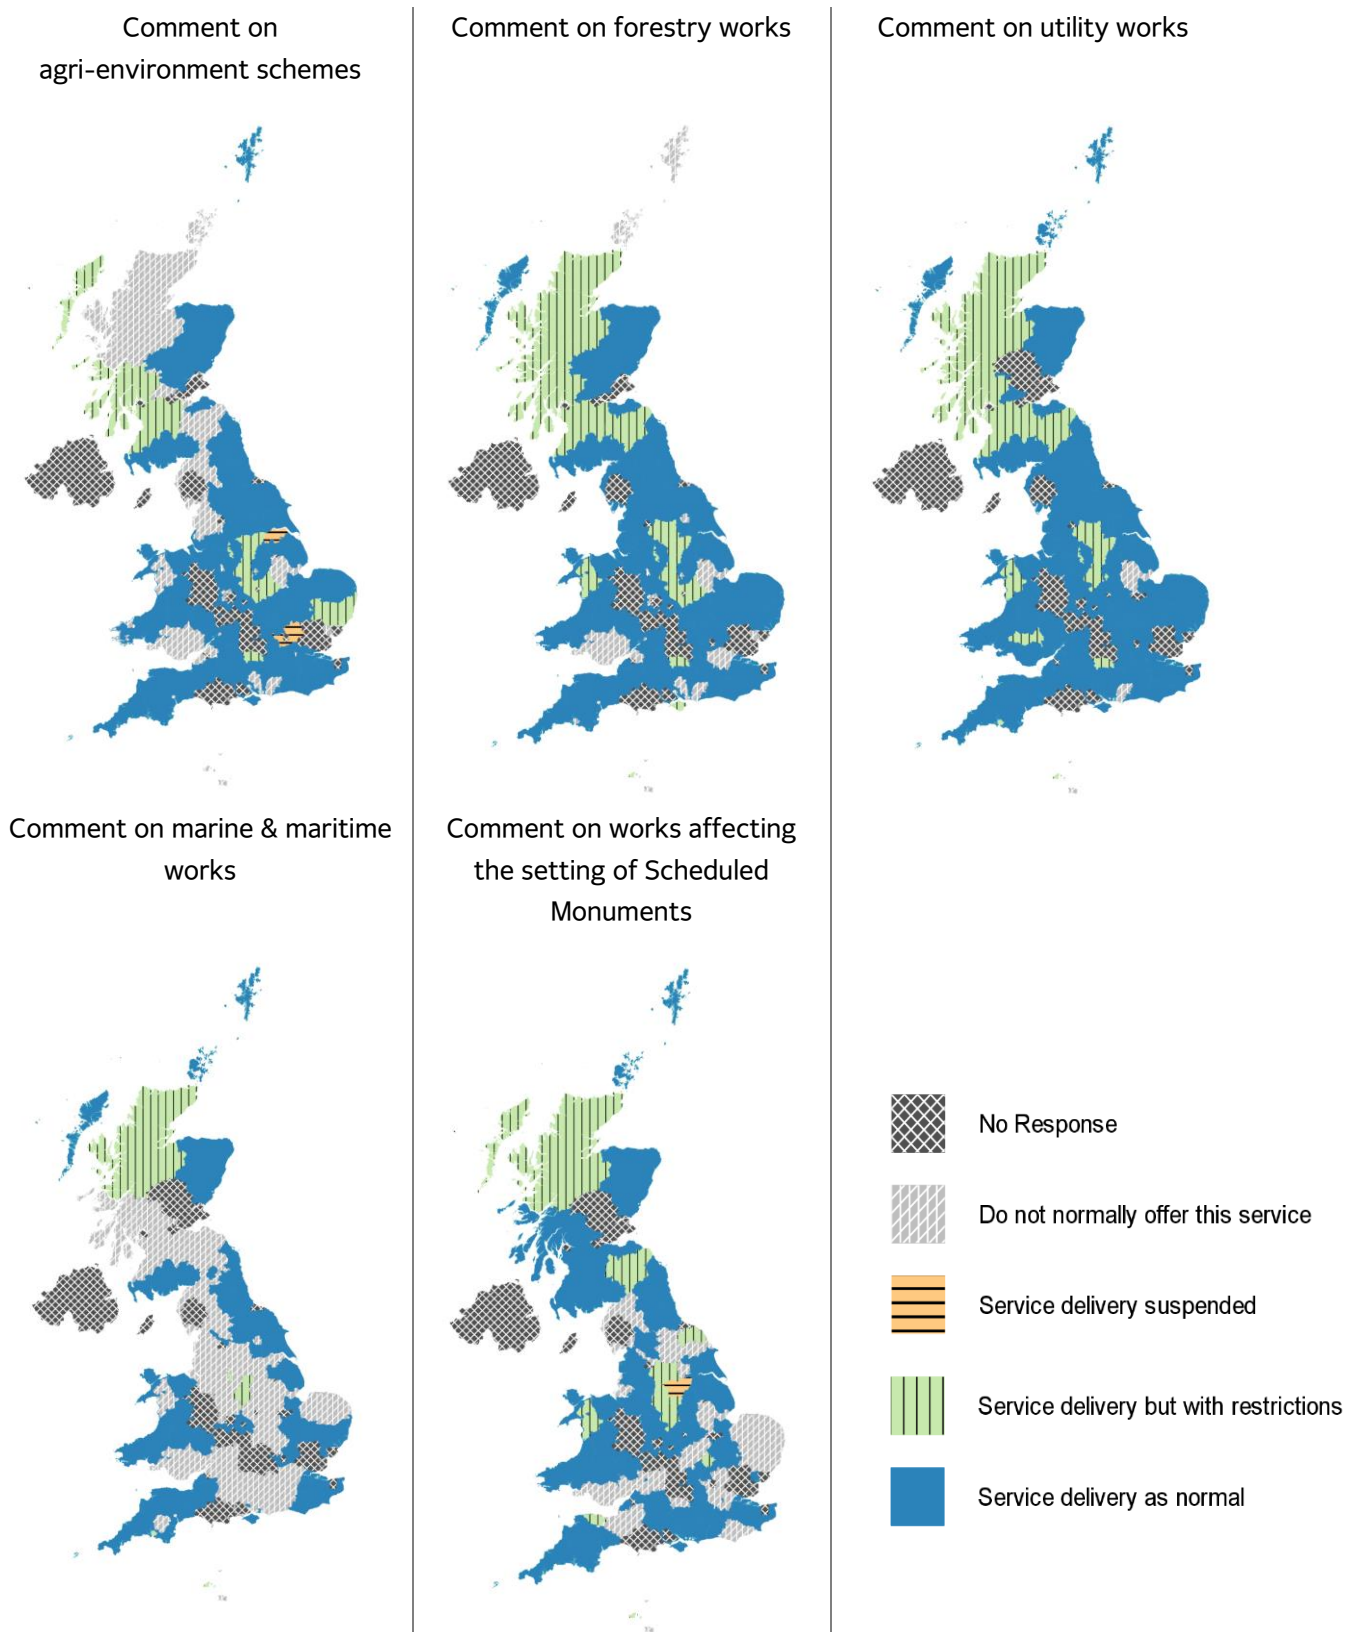 Comment on
agri-environment schemes
Comment on forestry works
Comment on utility works
Comment on marine & maritime
works
Comment on works affecting
the setting of Scheduled
Monuments
No Response
Do not normally offer this service
Service delivery suspended
Service delivery but with restrictions
Service delivery as normal